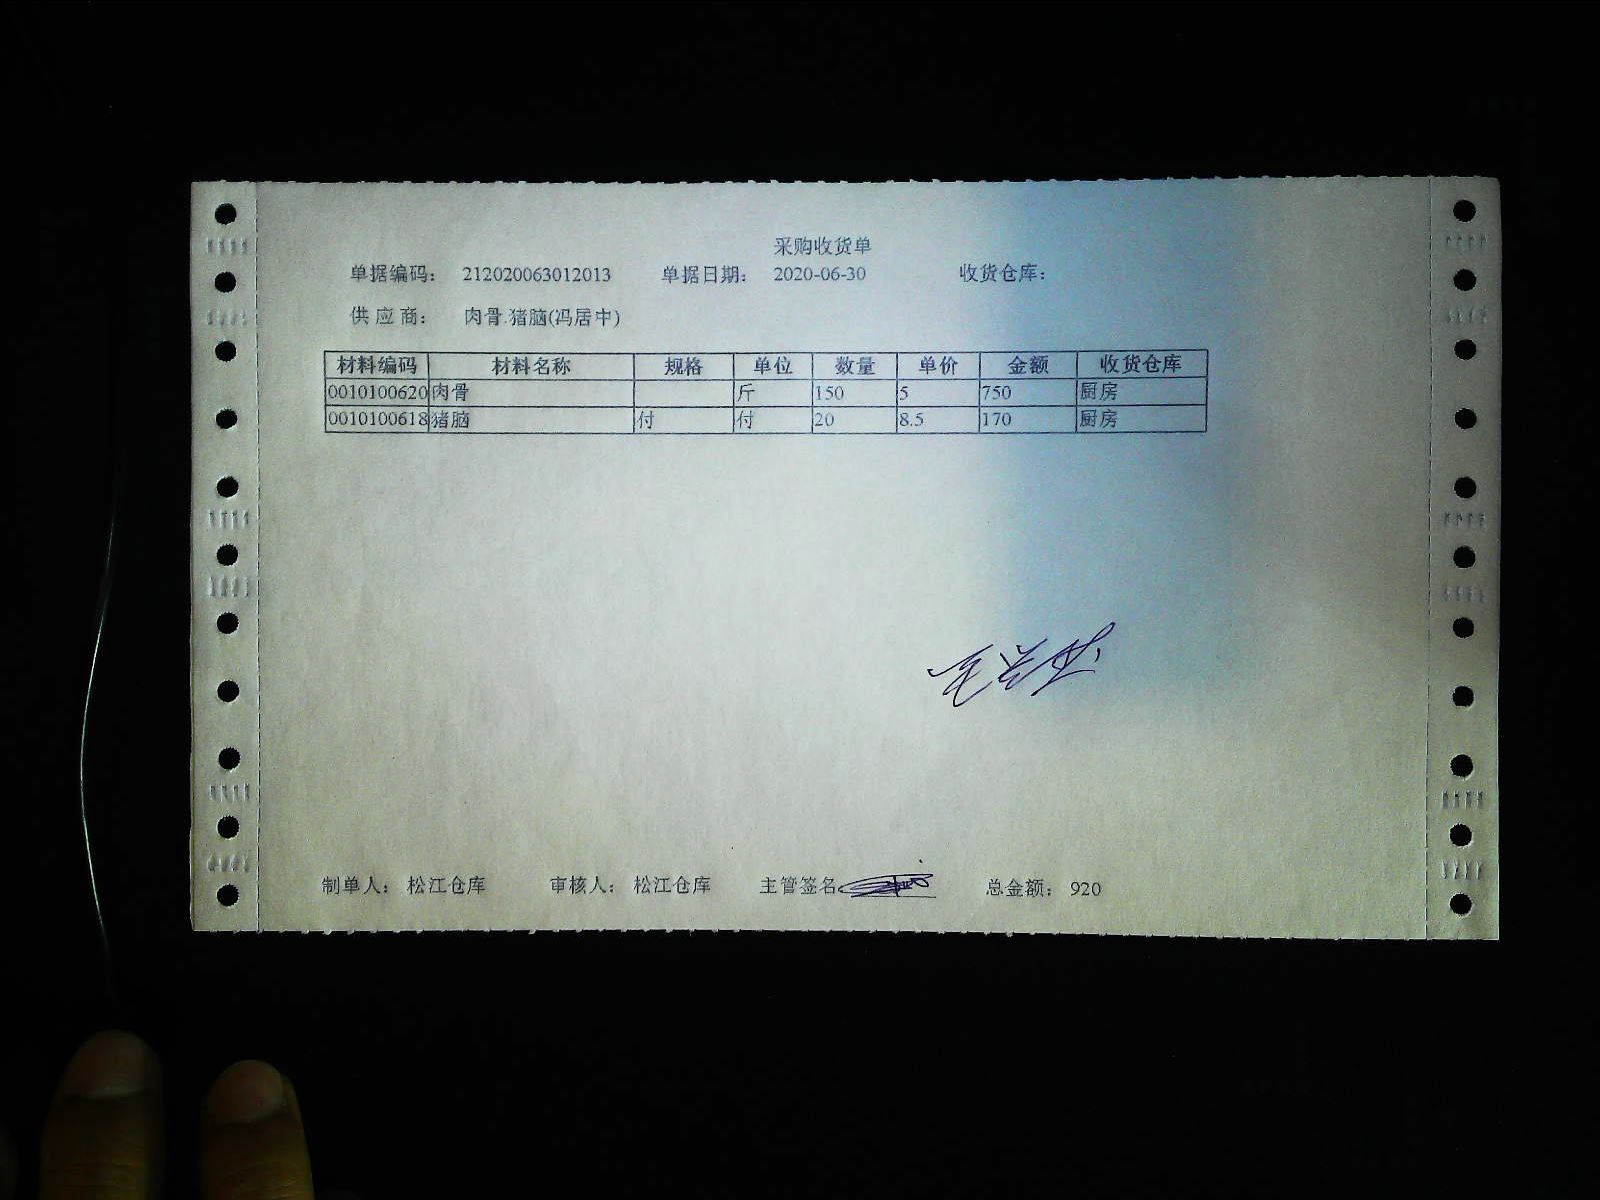 采购收货单
单据编码： 212020063012013 单据日期： 2020-06-30 收货仓库：
供应商： 肉骨.猪脑(冯居中)
材料编码 材料名称 规格 单位 数量 单价 金额 收货仓库
0010100620 肉骨 斤 150 5 750 厨房
0010100618 猪脑 付 付 20 8.5 170 厨房
制单人： 松江仓库 审核人： 松江仓库 主管签名 总金额： 920